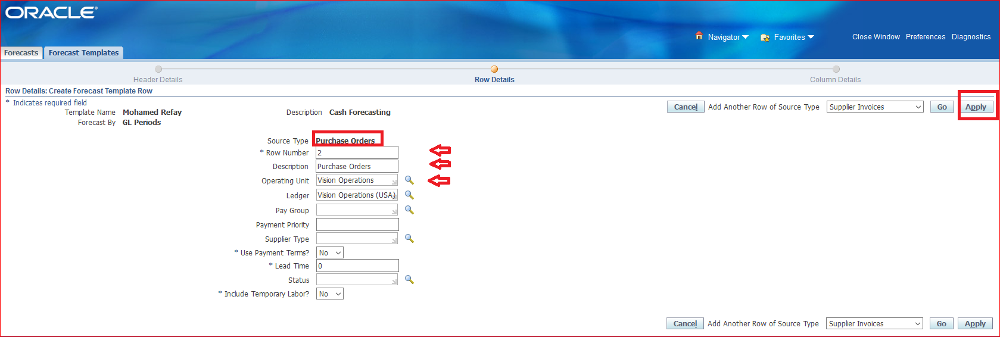 ORACLE
Navigator Favorites Close Window Preferences Diagnostics
Forecasts Forecast Templates
Header Details Row Details Column Details
Row Details: Create Forecast Template Row
* Indicates required field
Template Name Mohamed Refay Description Cash Forecasting
Forecast By GL Periods
Cancel Add Another Row of Source Type Supplier Invoices Go Apply
Source Type Purchase Orders
* Row Number 2
Description Purchase Orders
Operating Unit Vision Operations
Ledger Vision Operations (USA)
Pay Group
Payment Priority
Supplier Type
* Use Payment Terms? No
* Lead Time 0
Status
* Include Temporary Labor? No
Cancel Add Another Row of Source Type Supplier Invoices Go Apply